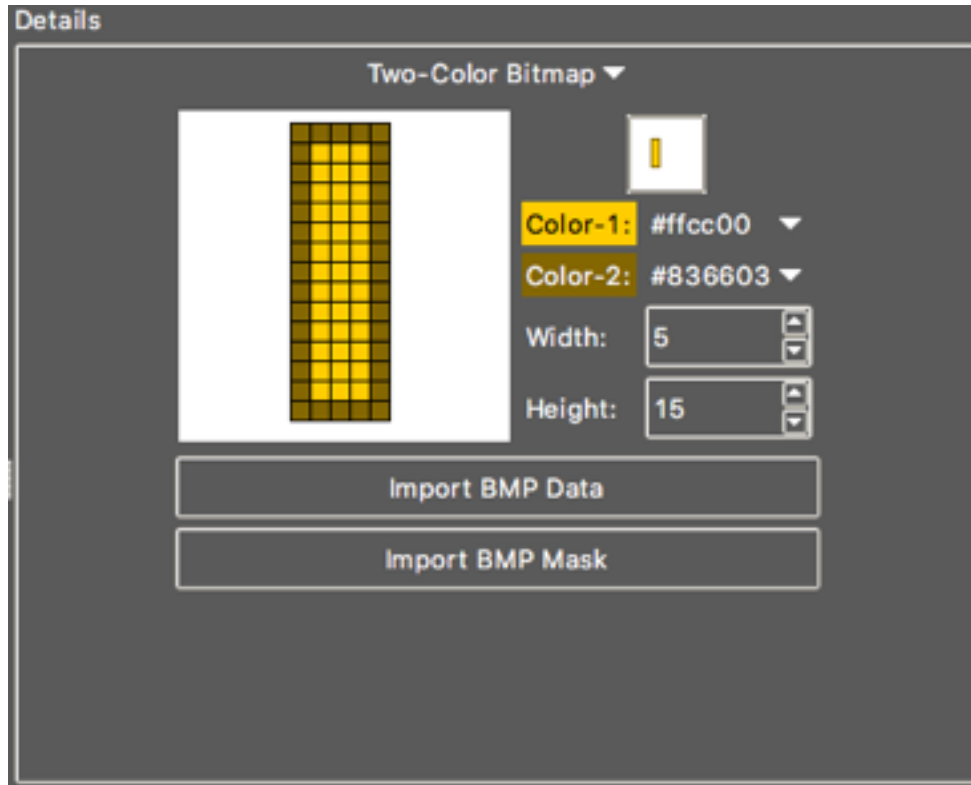 Details
Two-Color Bitmap
Color-1: #ffcc00
Color-2: #836603
Width: 5
Height: 15
Import BMP Data
Import BMP Mask